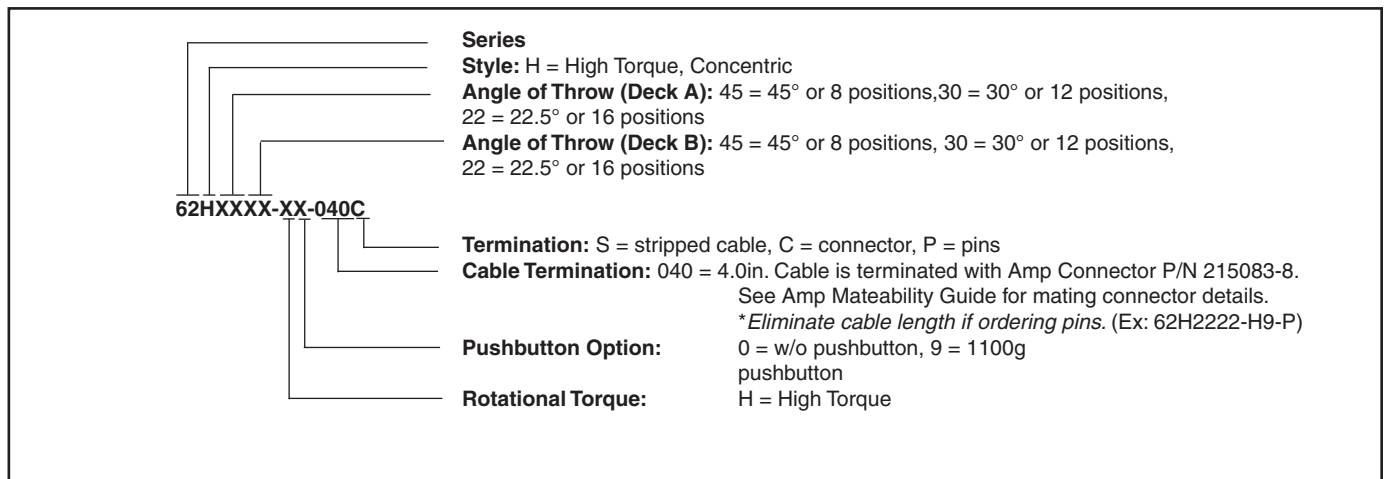 Series
Style: H = High Torque, Concentric
Angle of Throw (Deck A): 45 = 45° or 8 positions,30 = 30° or 12 positions,
22 = 22.5° or 16 positions
Angle of Throw (Deck B): 45 = 45° or 8 positions, 30 = 30° or 12 positions,
22 = 22.5° or 16 positions
62HXXXX-XX-040C
Termination: S = stripped cable, C = connector, P = pins
Cable Termination: 040 = 4.0in. Cable is terminated with Amp Connector P/N 215083-8.
See Amp Mateability Guide for mating connector details.
*Eliminate cable length if ordering pins. (Ex: 62H2222-H9-P)
Pushbutton Option: 0 = w/o pushbutton, 9 = 1100g
pushbutton
Rotational Torque: H = High Torque